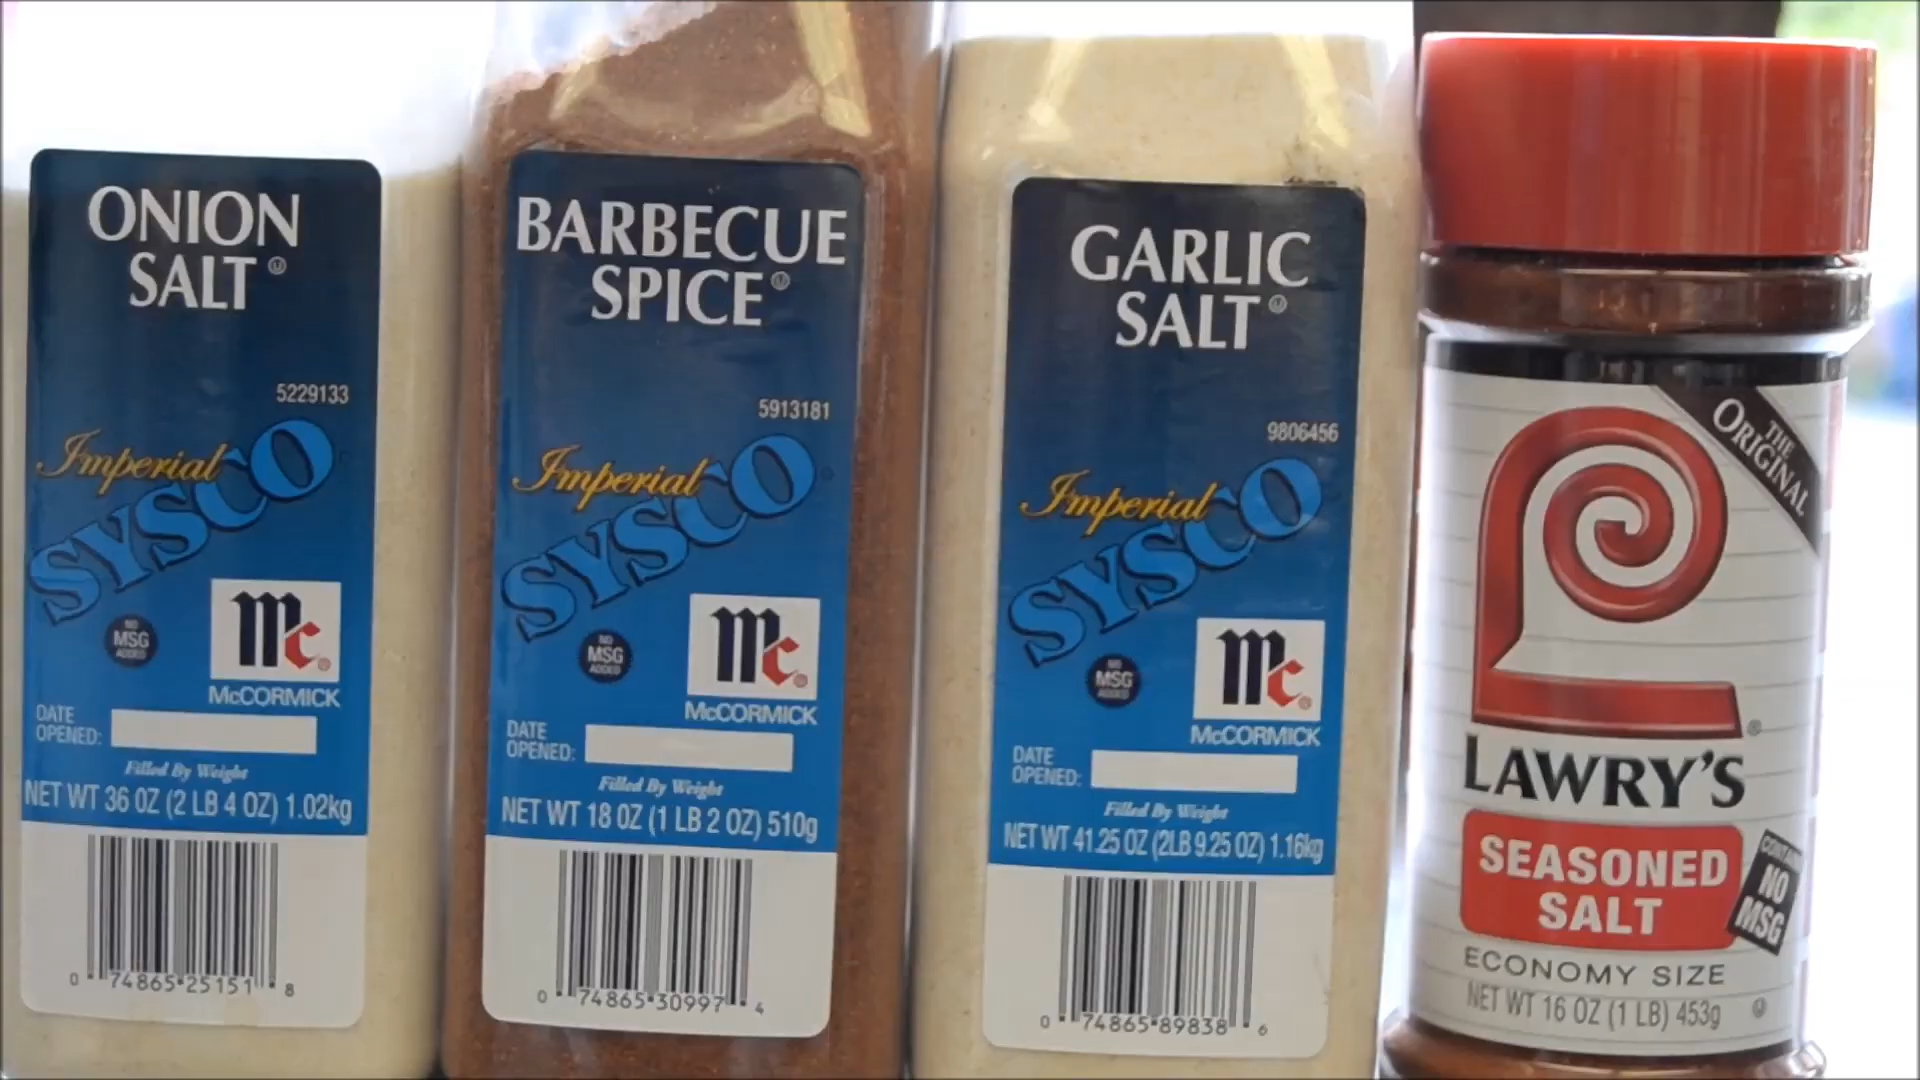 ONION
SALT
5229133
Imperial
SYSCO
NO
MSG
ADDED
Mc
McCORMICK
DATE
OPENED:
Filled By Weight
NET WT 36 OZ (2 LB 4 OZ) 1.02kg
0 74865 25151 8
BARBECUE
SPICE
5913181
Imperial
SYSCO
NO
MSG
ADDED
Mc
McCORMICK
DATE
OPENED:
Filled By Weight
NET WT 18 OZ (1 LB 2 OZ) 510g
0 74865 30997 4
GARLIC
SALT
9806456
Imperial
SYSCO
NO
MSG
ADDED
Mc
McCORMICK
DATE
OPENED:
Filled By Weight
NET WT 41.25 OZ (2LB 9.25 OZ) 1.16kg
0 74865 89838 6
THE
ORIGINAL
L
LAWRY'S
SEASONED
SALT
NO
MSG
ECONOMY SIZE
NET WT 16 OZ (1 LB) 453g